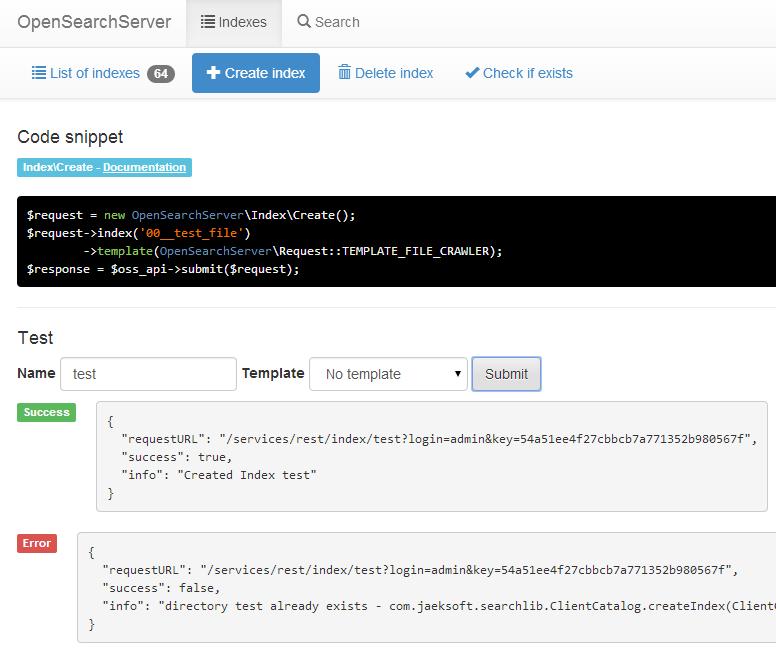 OpenSearchServer Indexes Search
List of indexes 64 Create index Delete index Check if exists
Code snippet
Index\Create - Documentation
$request = new OpenSearchServer\Index\Create();
$request->index('00__test_file')
->template(OpenSearchServer\Request::TEMPLATE_FILE_CRAWLER);
$response = $oss_api->submit($request);
Test
Name test Template No template Submit
Success
{
"requestURL": "/services/rest/index/test?login=admin&key=54a51ee4f27cbbcb7a771352b980567f",
"success": true,
"info": "Created Index test"
}
Error
{
"requestURL": "/services/rest/index/test?login=admin&key=54a51ee4f27cbbcb7a771352b980567f",
"success": false,
"info": "directory test already exists - com.jaeksoft.searchlib.ClientCatalog.createIndex(Client
}